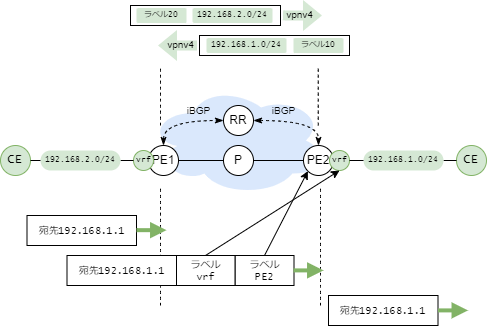 ラベル20 192.168.2.0/24 vpnv4
vpnv4 192.168.1.0/24 ラベル10
iBGP RR iBGP
CE 192.168.2.0/24 vrf PE1 P PE2 vrf 192.168.1.0/24 CE
宛先192.168.1.1
宛先192.168.1.1
ラベル
vrf
ラベル
PE2
宛先192.168.1.1